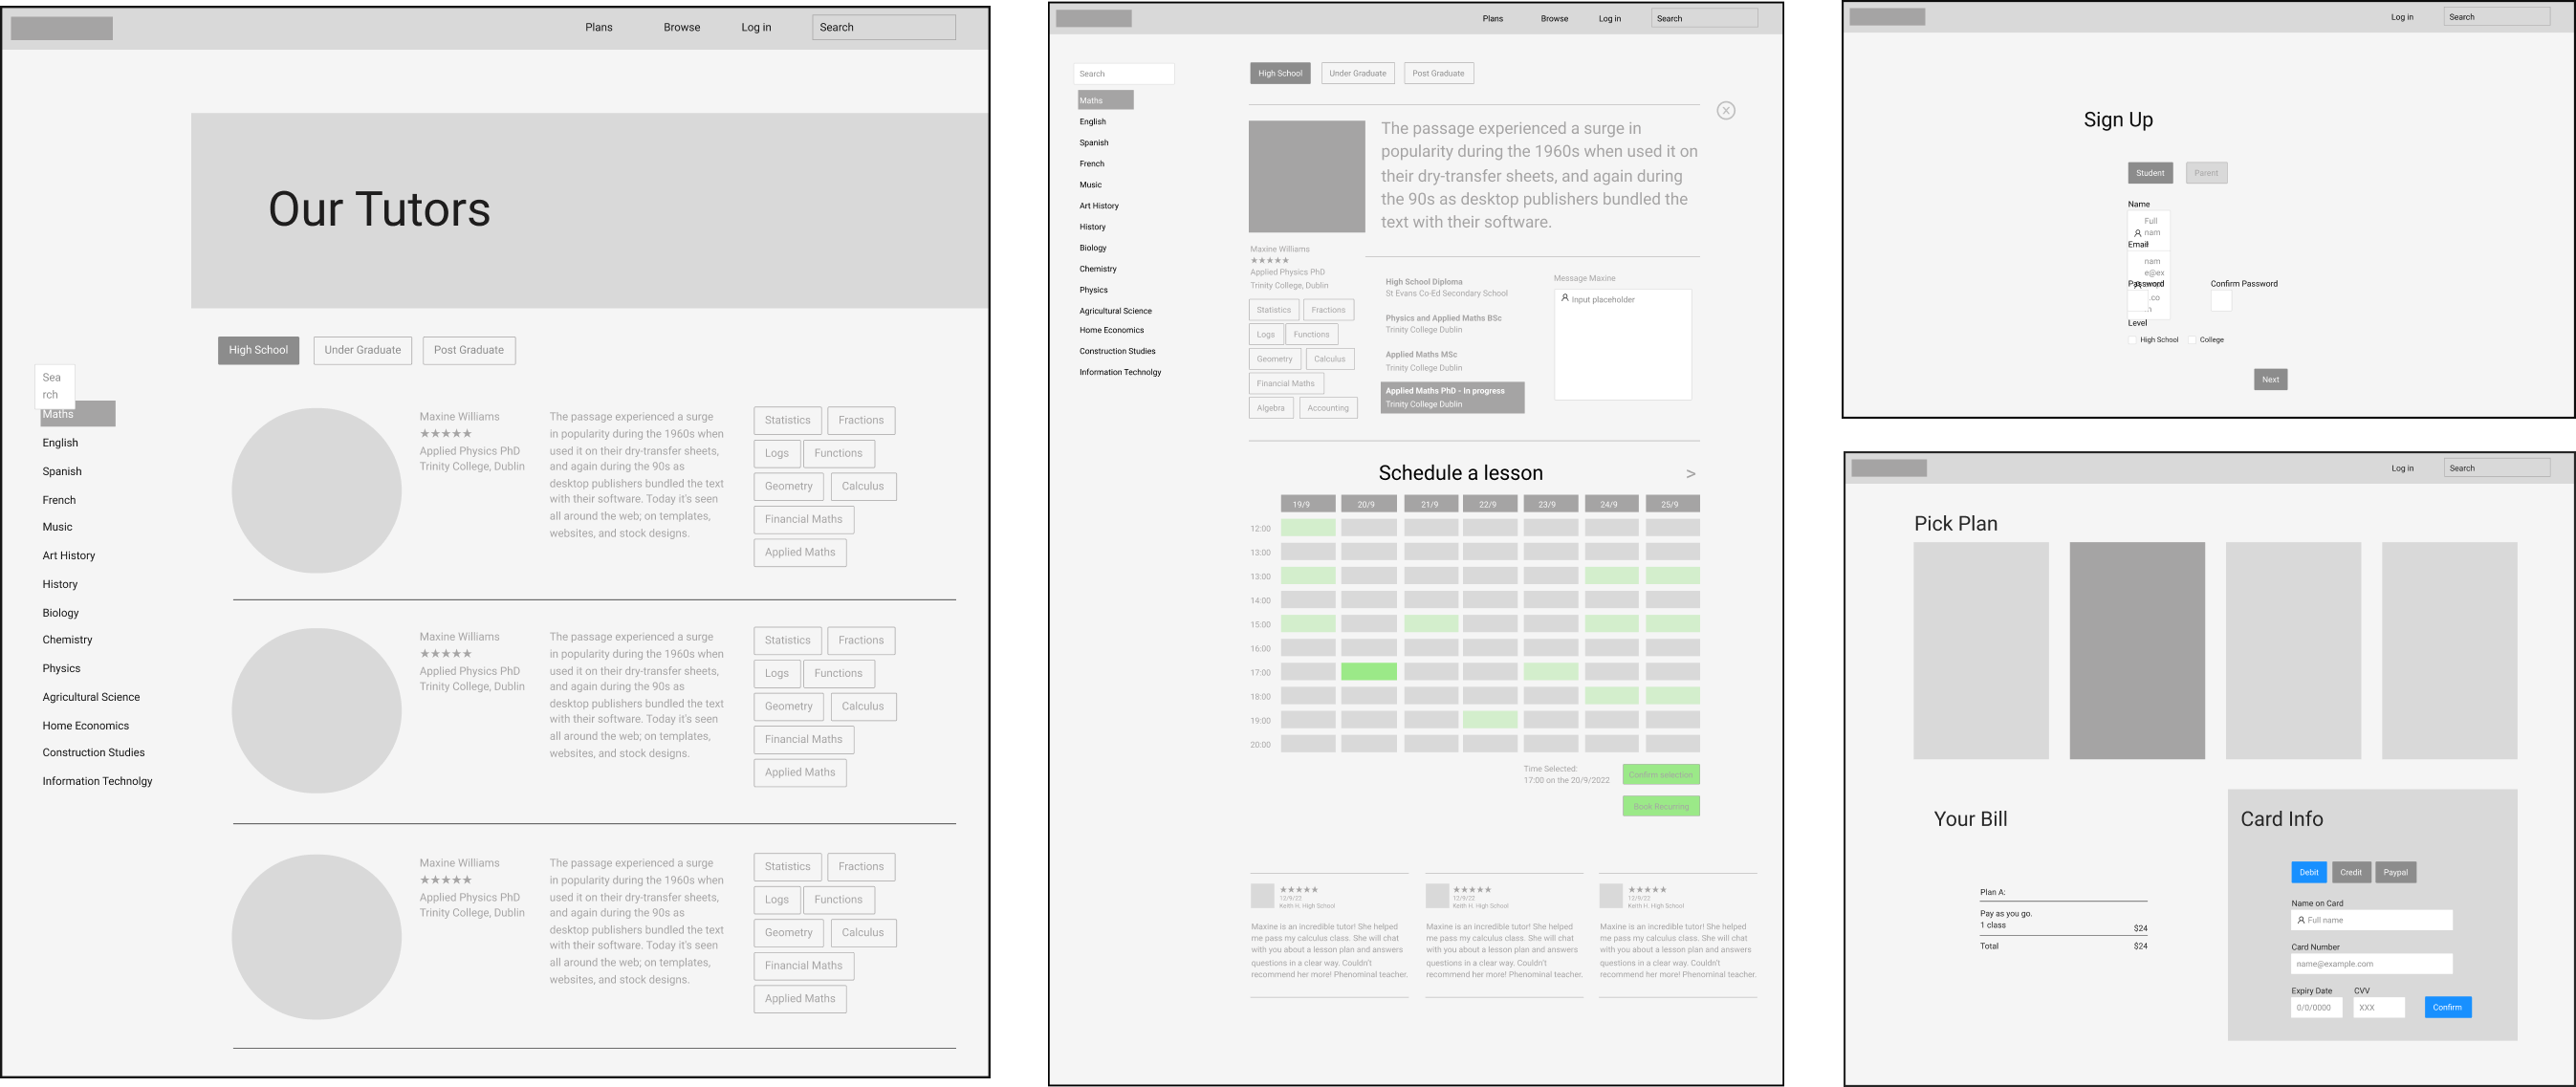 Plans Browse Log in Search
Our Tutors
High School Under Graduate Post Graduate
Sea
rch
Maths
English
Spanish
French
Music
Art History
History
Biology
Chemistry
Physics
Agricultural Science
Home Economics
Construction Studies
Information Technolgy
Maxine Williams
★★★★★
Applied Physics PhD
Trinity College, Dublin
The passage experienced a surge
in popularity during the 1960s when
used it on their dry-transfer sheets,
and again during the 90s as
desktop publishers bundled the text
with their software. Today it's seen
all around the web; on templates,
websites, and stock designs.
Statistics Fractions
Logs Functions
Geometry Calculus
Financial Maths
Applied Maths
Maxine Williams
★★★★★
Applied Physics PhD
Trinity College, Dublin
The passage experienced a surge
in popularity during the 1960s when
used it on their dry-transfer sheets,
and again during the 90s as
desktop publishers bundled the text
with their software. Today it's seen
all around the web; on templates,
websites, and stock designs.
Statistics Fractions
Logs Functions
Geometry Calculus
Financial Maths
Applied Maths
Maxine Williams
★★★★★
Applied Physics PhD
Trinity College, Dublin
The passage experienced a surge
in popularity during the 1960s when
used it on their dry-transfer sheets,
and again during the 90s as
desktop publishers bundled the text
with their software. Today it's seen
all around the web; on templates,
websites, and stock designs.
Statistics Fractions
Logs Functions
Geometry Calculus
Financial Maths
Applied Maths
Plans Browse Log in Search
Search
Maths
English
Spanish
French
Music
Art History
History
Biology
Chemistry
Physics
Agricultural Science
Home Economics
Construction Studies
Information Technolgy
High School Under Graduate Post Graduate
The passage experienced a surge in
popularity during the 1960s when used it on
their dry-transfer sheets, and again during
the 90s as desktop publishers bundled the
text with their software.
Maxine Williams
★★★★★
Applied Physics PhD
Trinity College, Dublin
Statistics Fractions
Logs Functions
Geometry Calculus
Financial Maths
Algebra Accounting
High School Diploma
St Evans Co-Ed Secondary School
Physics and Applied Maths BSc
Trinity College Dublin
Applied Maths MSc
Trinity College Dublin
Applied Maths PhD - In progress
Trinity College Dublin
Message Maxine
Input placeholder
Schedule a lesson >
19/9 20/9 21/9 22/9 23/9 24/9 25/9
12:00
13:00
13:00
14:00
15:00
16:00
17:00
18:00
19:00
20:00
Time Selected:
17:00 on the 20/9/2022
Confirm selection
Book Recurring
★★★★★
12/9/22
Keith H. High School
Maxine is an incredible tutor! She helped
me pass my calculus class. She will chat
with you about a lesson plan and answers
questions in a clear way. Couldn't
recommend her more! Phenominal teacher.
★★★★★
12/9/22
Keith H. High School
Maxine is an incredible tutor! She helped
me pass my calculus class. She will chat
with you about a lesson plan and answers
questions in a clear way. Couldn't
recommend her more! Phenominal teacher.
★★★★★
12/9/22
Keith H. High School
Maxine is an incredible tutor! She helped
me pass my calculus class. She will chat
with you about a lesson plan and answers
questions in a clear way. Couldn't
recommend her more! Phenominal teacher.
Log in Search
Sign Up
Student Parent
Name
Full
nam
Email
nam
e@ex
Password Confirm Password
.co
Level
High School College
Next
Log in Search
Pick Plan
Your Bill
Plan A:
Pay as you go.
1 class $24
Total $24
Card Info
Debit Credit Paypal
Name on Card
Full name
Card Number
name@example.com
Expiry Date CVV
0/0/0000 XXX Confirm